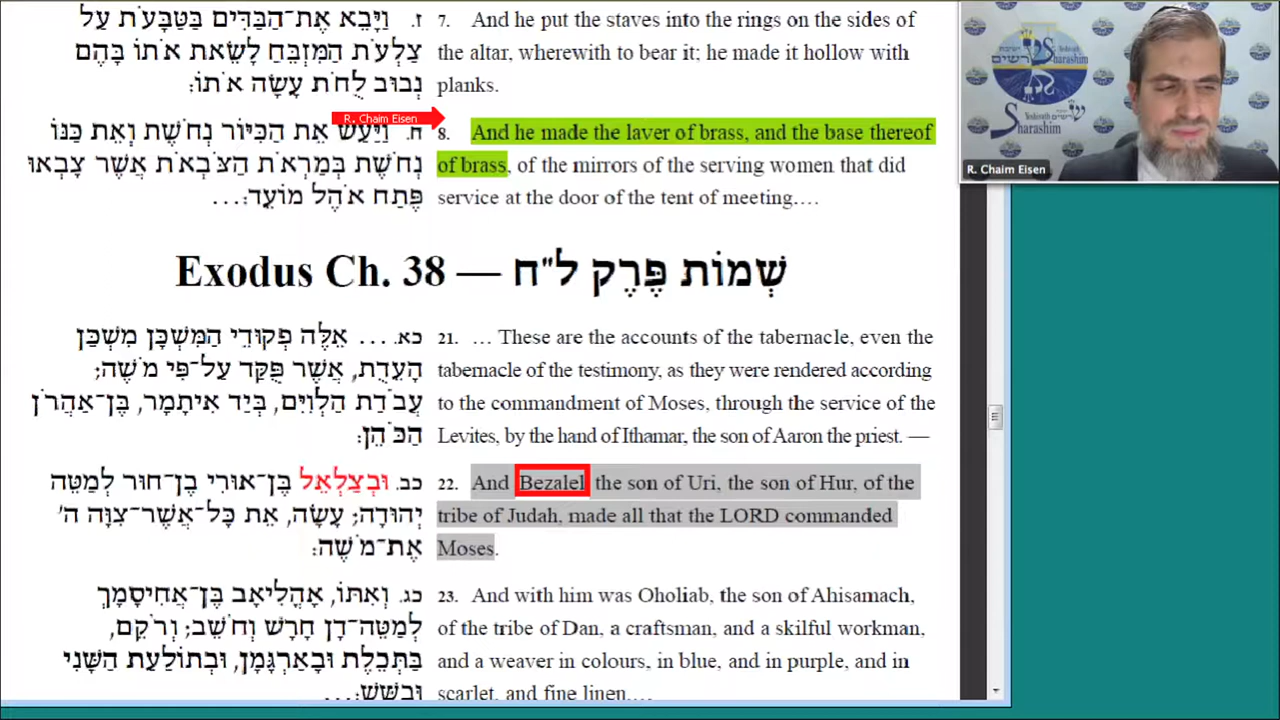 ז. וַיָּבֵא אֶת־הַבַּדִּים בַּטַּבָּעֹת עַל
צַלְעֹת הַמִּזְבֵּחַ לָשֵׂאת אֹתוֹ בָּהֶם
נְבוּב לֻחֹת עָשָׂה אֹתוֹ:
7. And he put the staves into the rings on the sides of
the altar, wherewith to bear it; he made it hollow with
planks.
R. Chaim Eisen
ח. וַיַּעַשׂ אֵת הַכִּיּוֹר נְחֹשֶׁת וְאֵת כַּנּוֹ
נְחֹשֶׁת בְּמַרְאֹת הַצֹּבְאֹת אֲשֶׁר צָבְאוּ
פֶּתַח אֹהֶל מוֹעֵד:...
8. And he made the laver of brass, and the base thereof
of brass, of the mirrors of the serving women that did
service at the door of the tent of meeting....
Exodus Ch. 38 — שְׁמוֹת פֶּרֶק ל"ח
כא. .... אֵלֶּה פְקוּדֵי הַמִּשְׁכָּן מִשְׁכַּן
הָעֵדֻת, אֲשֶׁר פֻּקַּד עַל־פִּי מֹשֶׁה;
עֲבֹדַת הַלְוִיִּם, בְּיַד אִיתָמָר, בֶּן־אַהֲרֹן
הַכֹּהֵן:
21. … These are the accounts of the tabernacle, even the
tabernacle of the testimony, as they were rendered according
to the commandment of Moses, through the service of the
Levites, by the hand of Ithamar, the son of Aaron the priest. —
כב. וּבְצַלְאֵל בֶּן־אוּרִי בֶן־חוּר לְמַטֵּה
יְהוּדָה; עָשָׂה, אֵת כָּל־אֲשֶׁר־צִוָּה ה'
אֶת־מֹשֶׁה:
22. And Bezalel the son of Uri, the son of Hur, of the
tribe of Judah, made all that the LORD commanded
Moses.
כג. וְאִתּוֹ, אָהֳלִיאָב בֶּן־אֲחִיסָמָךְ
לְמַטֵּה־דָן חָרָשׁ וְחֹשֵׁב; וְרֹקֵם,
בַּתְּכֵלֶת וּבָאַרְגָּמָן, וּבְתוֹלַעַת הַשָּׁנִי
וּבַשֵּׁשׁ:...
23. And with him was Oholiab, the son of Ahisamach,
of the tribe of Dan, a craftsman, and a skilful workman,
and a weaver in colours, in blue, and in purple, and in
scarlet, and fine linen....
Yeshivath
Sharashim
R. Chaim Eisen